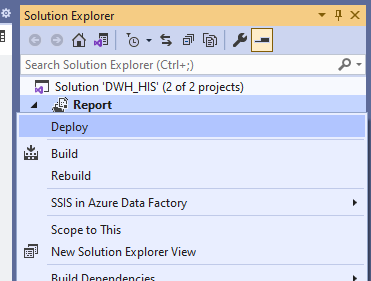 Solution Explorer
Search Solution Explorer (Ctrl+;)
Solution 'DWH_HIS' (2 of 2 projects)
Report
Deploy
Build
Rebuild
SSIS in Azure Data Factory
Scope to This
New Solution Explorer View
Build Dependencies